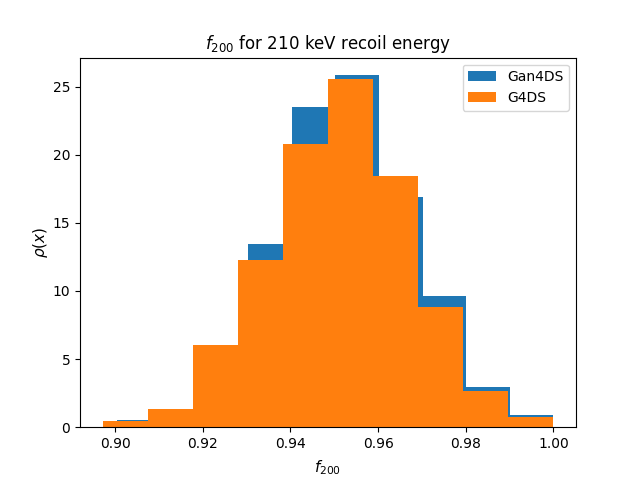 f₂₀₀ for 210 keV recoil energy
Gan4DS
G4DS
25
20
15
10
5
0
ρ(x)
0.90 0.92 0.94 0.96 0.98 1.00
f₂₀₀